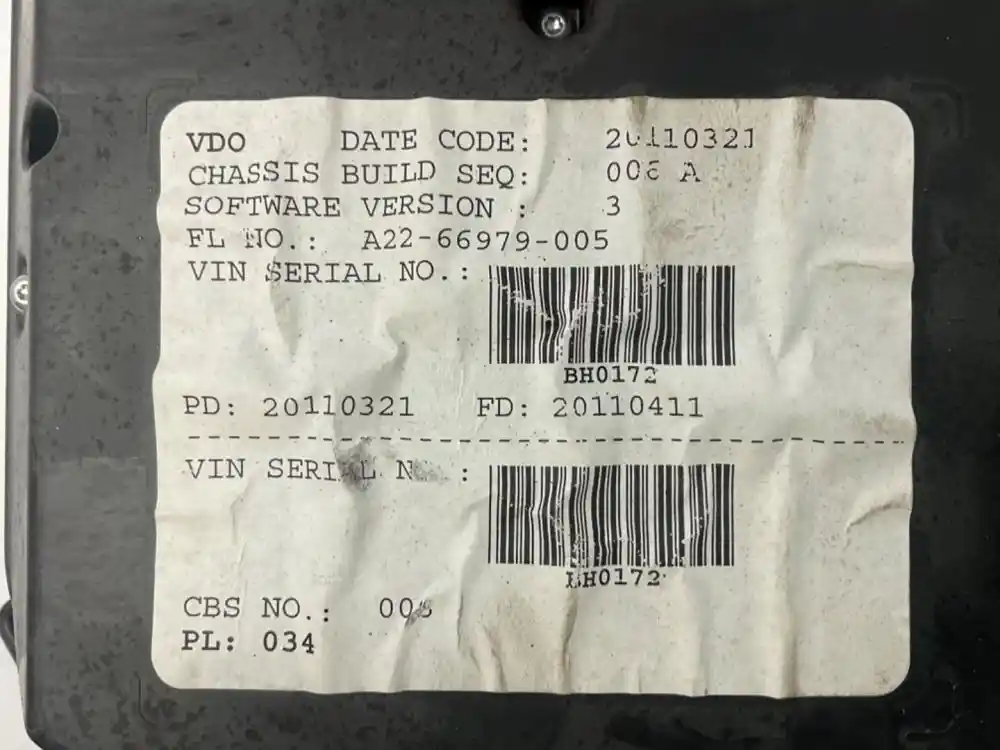 VDO DATE CODE: 20110321
CHASSIS BUILD SEQ: A
SOFTWARE VERSION : 3
FL NO.: A22-66979-005
VIN SERIAL NO.:
BH0172
PD: 20110321 FD: 20110411
VIN SERIAL :
BH0172
CBS NO.:
PL: 034